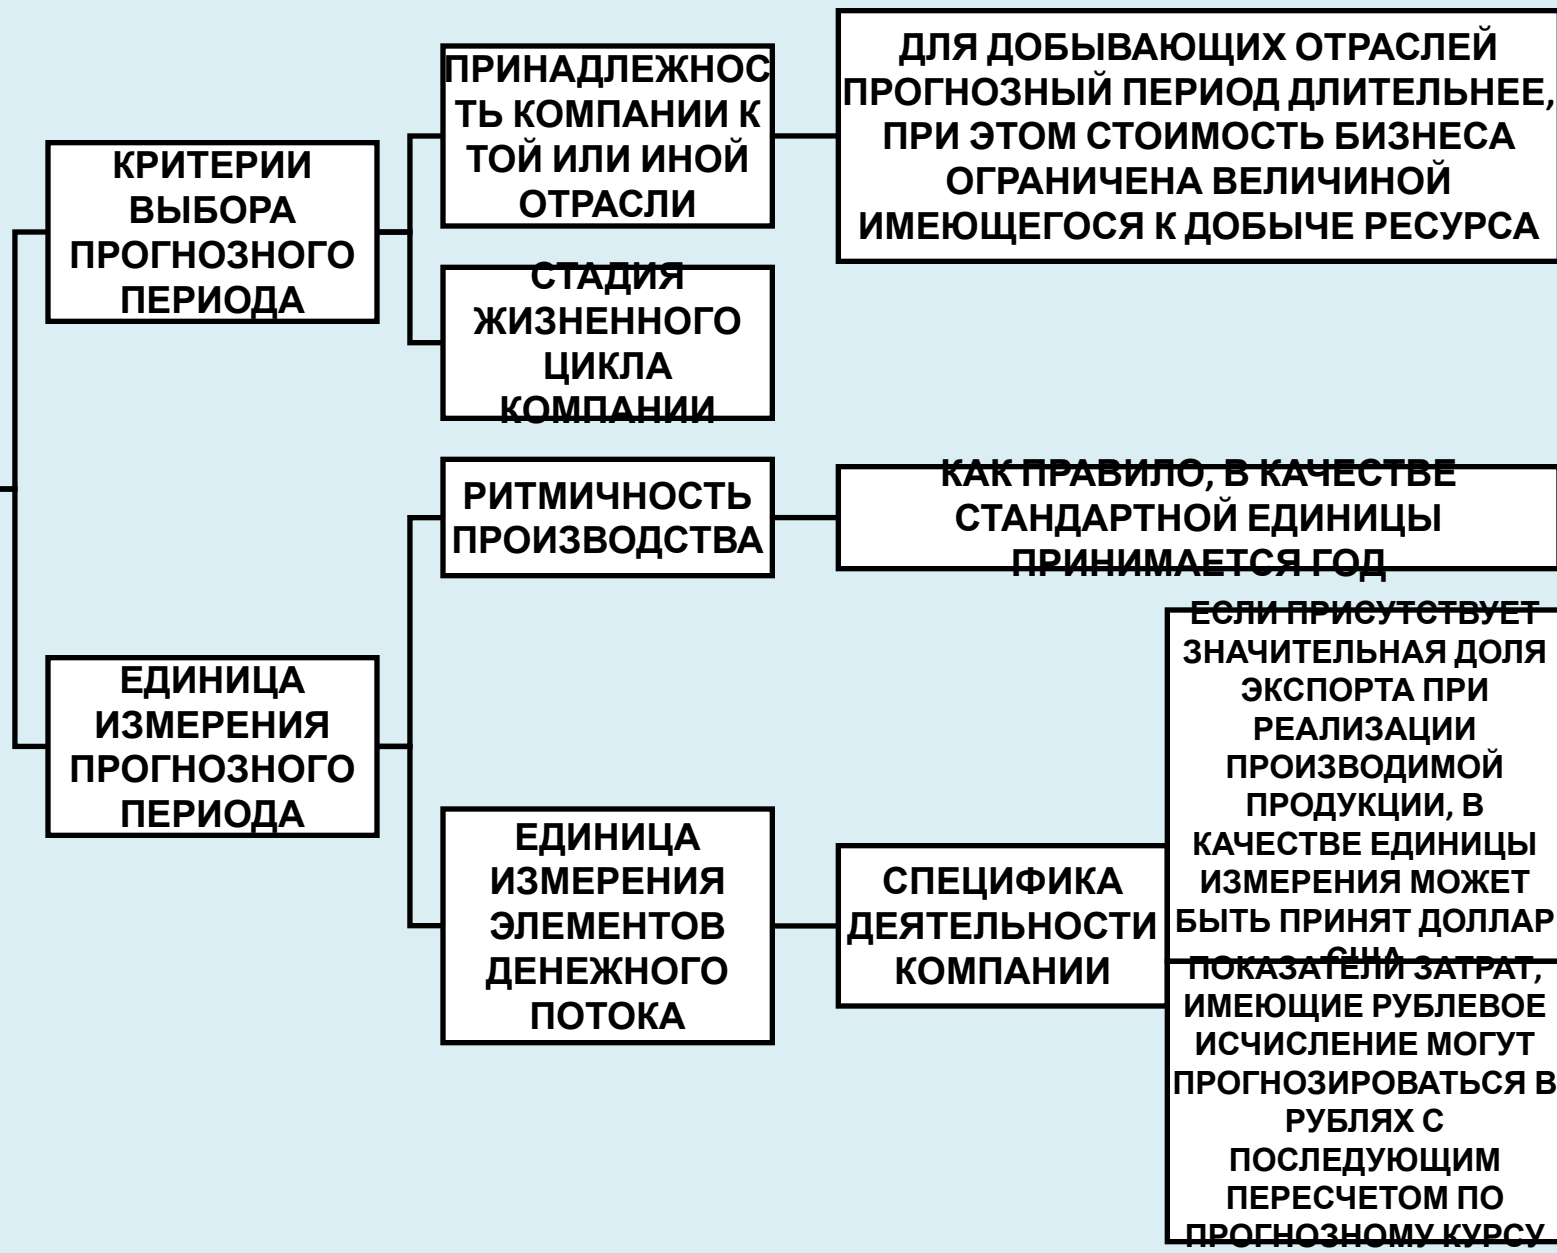 КРИТЕРИИ
ВЫБОРА
ПРОГНОЗНОГО
ПЕРИОДА
ПРИНАДЛЕЖНОС
ТЬ КОМПАНИИ К
ТОЙ ИЛИ ИНОЙ
ОТРАСЛИ
ДЛЯ ДОБЫВАЮЩИХ ОТРАСЛЕЙ
ПРОГНОЗНЫЙ ПЕРИОД ДЛИТЕЛЬНЕЕ,
ПРИ ЭТОМ СТОИМОСТЬ БИЗНЕСА
ОГРАНИЧЕНА ВЕЛИЧИНОЙ
ИМЕЮЩЕГОСЯ К ДОБЫЧЕ РЕСУРСА
СТАДИЯ
ЖИЗНЕННОГО
ЦИКЛА
КОМПАНИИ
ЕДИНИЦА
ИЗМЕРЕНИЯ
ПРОГНОЗНОГО
ПЕРИОДА
РИТМИЧНОСТЬ
ПРОИЗВОДСТВА
КАК ПРАВИЛО, В КАЧЕСТВЕ
СТАНДАРТНОЙ ЕДИНИЦЫ
ПРИНИМАЕТСЯ ГОД
ЕДИНИЦА
ИЗМЕРЕНИЯ
ЭЛЕМЕНТОВ
ДЕНЕЖНОГО
ПОТОКА
СПЕЦИФИКА
ДЕЯТЕЛЬНОСТИ
КОМПАНИИ
ЕСЛИ ПРИСУТСТВУЕТ
ЗНАЧИТЕЛЬНАЯ ДОЛЯ
ЭКСПОРТА ПРИ
РЕАЛИЗАЦИИ
ПРОИЗВОДИМОЙ
ПРОДУКЦИИ, В
КАЧЕСТВЕ ЕДИНИЦЫ
ИЗМЕРЕНИЯ МОЖЕТ
БЫТЬ ПРИНЯТ ДОЛЛАР
США
ПОКАЗАТЕЛИ ЗАТРАТ,
ИМЕЮЩИЕ РУБЛЕВОЕ
ИСЧИСЛЕНИЕ МОГУТ
ПРОГНОЗИРОВАТЬСЯ В
РУБЛЯХ С
ПОСЛЕДУЮЩИМ
ПЕРЕСЧЕТОМ ПО
ПРОГНОЗНОМУ КУРСУ